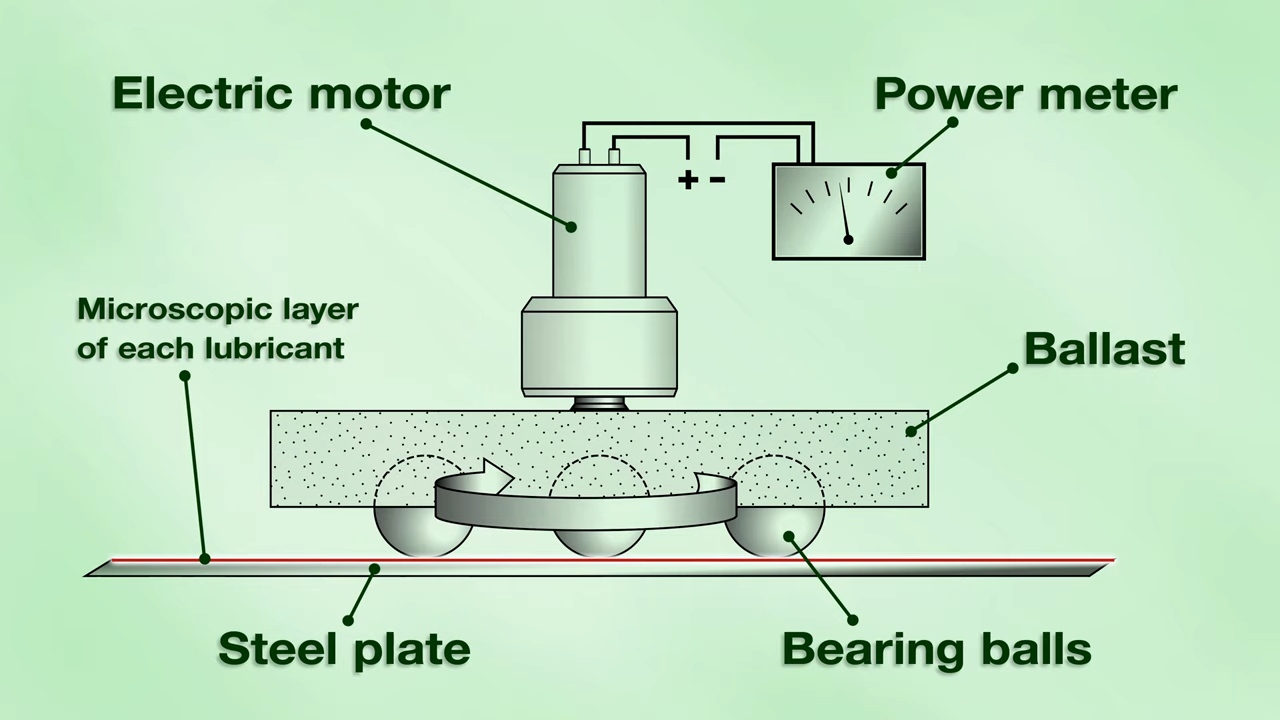 Electric motor
Power meter
+ -
Microscopic layer
of each lubricant
Ballast
Steel plate
Bearing balls